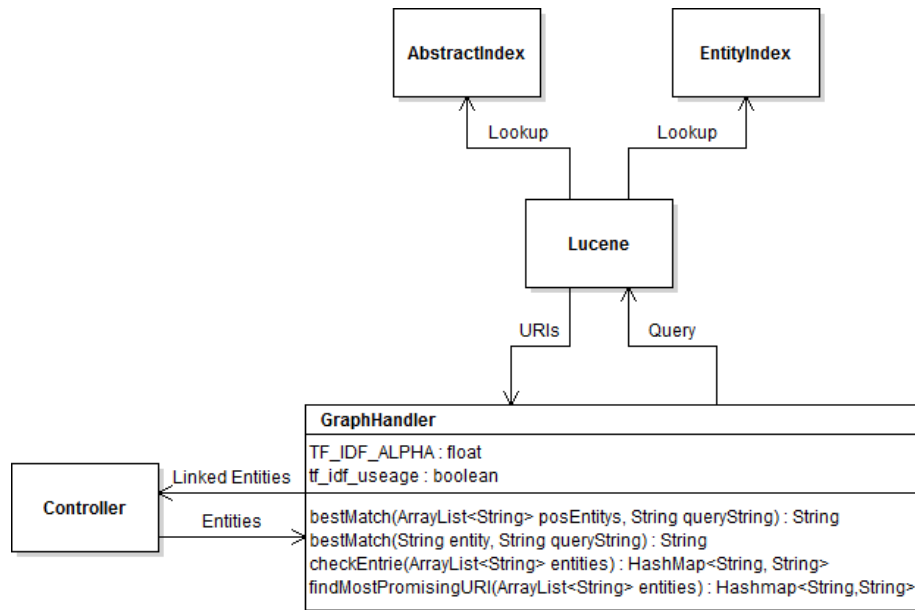 AbstractIndex
EntityIndex
Lookup
Lookup
Lucene
URIs
Query
GraphHandler
TF_IDF_ALPHA : float
tf_idf_useage : boolean
Linked Entities
Controller
Entities
bestMatch(ArrayList<String> posEntitys, String queryString) : String
bestMatch(String entity, String queryString) : String
checkEntrie(ArrayList<String> entities) : HashMap<String, String>
findMostPromisingURI(ArrayList<String> entities) : Hashmap<String,String>